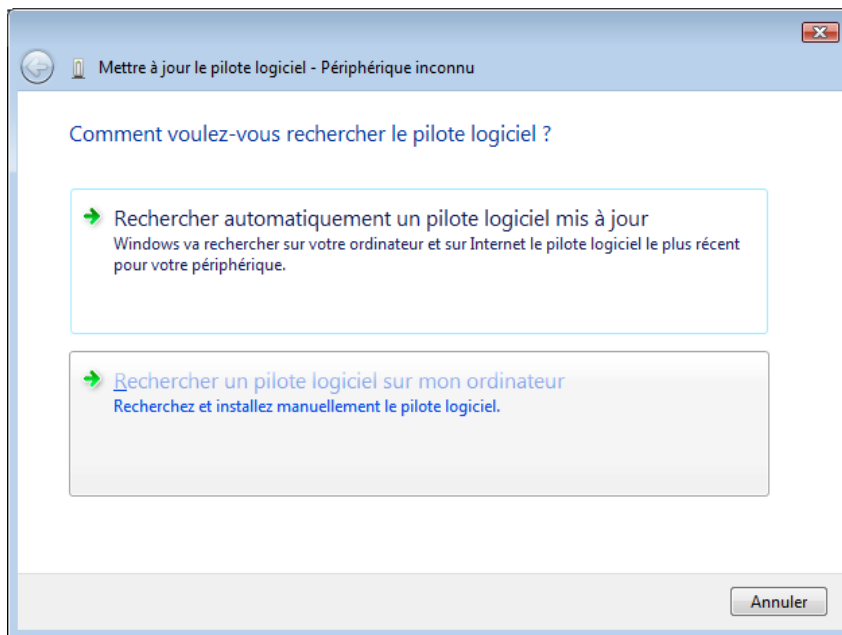 Mettre à jour le pilote logiciel - Périphérique inconnu
Comment voulez-vous rechercher le pilote logiciel ?
Rechercher automatiquement un pilote logiciel mis à jour
Windows va rechercher sur votre ordinateur et sur Internet le pilote logiciel le plus récent
pour votre périphérique.
Rechercher un pilote logiciel sur mon ordinateur
Recherchez et installez manuellement le pilote logiciel.
Annuler